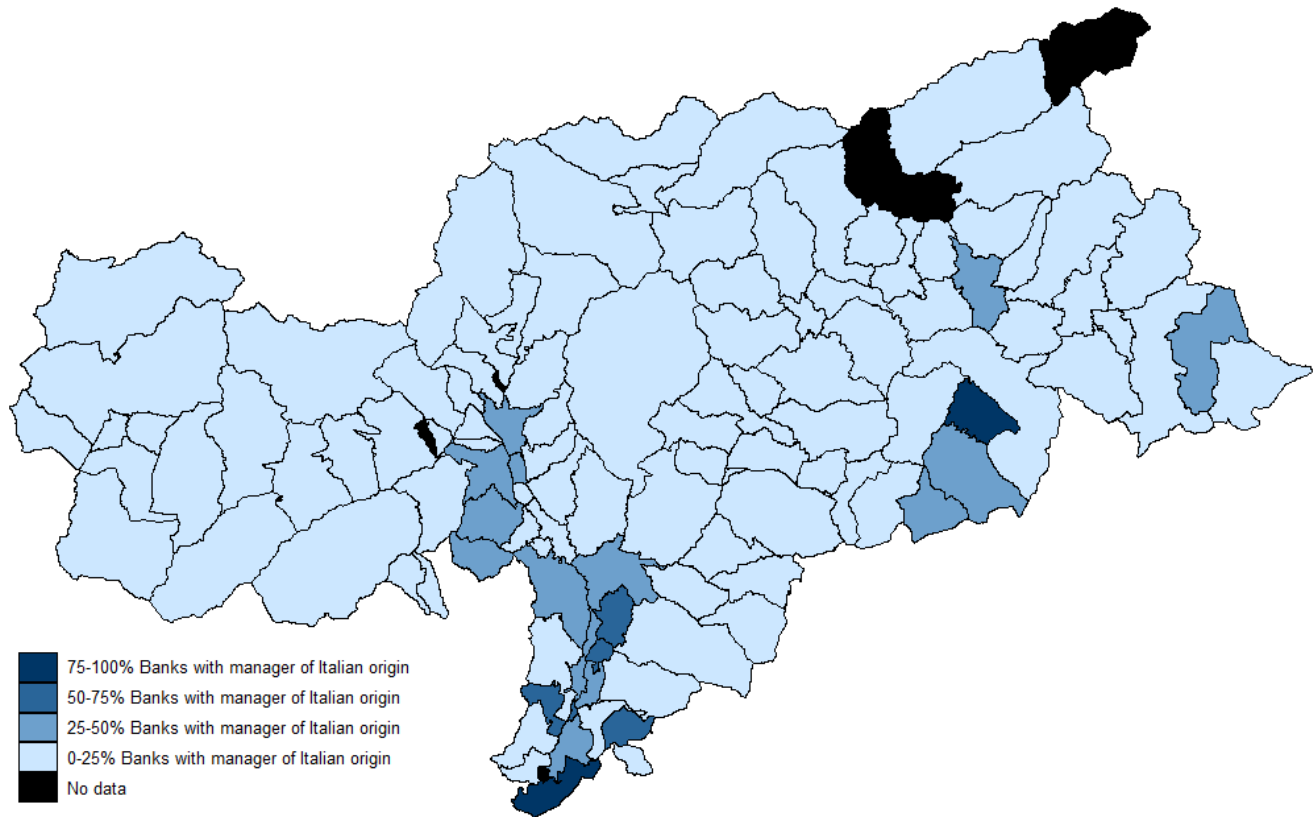 75-100% Banks with manager of Italian origin
50-75% Banks with manager of Italian origin
25-50% Banks with manager of Italian origin
0-25% Banks with manager of Italian origin
No data